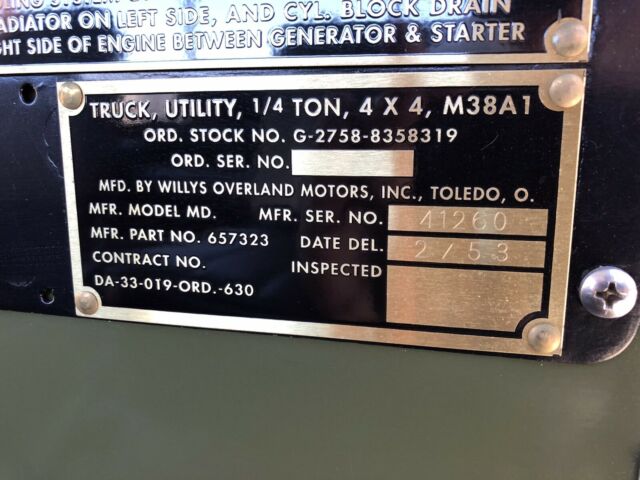 RADIATOR ON LEFT SIDE, AND CYL. BLOCK DRAIN
RIGHT SIDE OF ENGINE BETWEEN GENERATOR & STARTER
TRUCK, UTILITY, 1/4 TON, 4 X 4, M38A1
ORD. STOCK NO. G-2758-8358319
ORD. SER. NO.
MFD. BY WILLYS OVERLAND MOTORS, INC., TOLEDO, O.
MFR. MODEL MD. MFR. SER. NO. 41260
MFR. PART NO. 657323 DATE DEL. 2/53
CONTRACT NO. INSPECTED
DA-33-019-ORD.-630